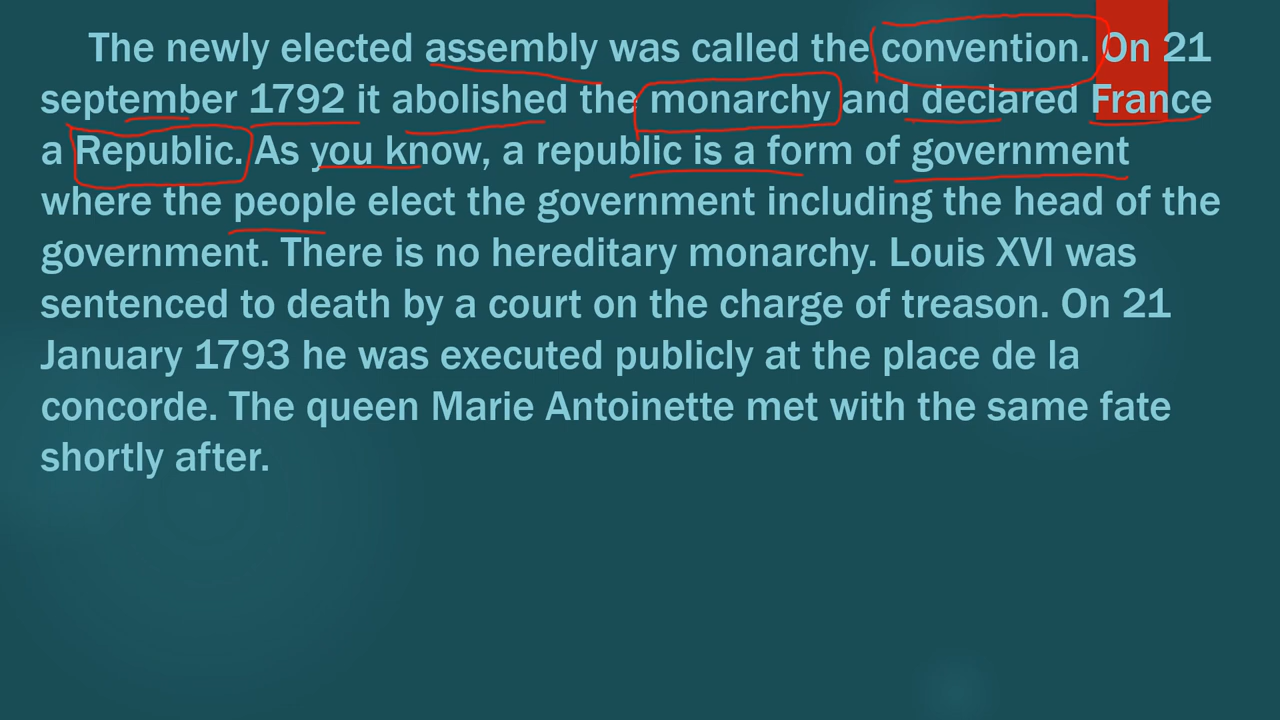 The newly elected assembly was called the convention. On 21
september 1792 it abolished the monarchy and declared France
a Republic. As you know, a republic is a form of government
where the people elect the government including the head of the
government. There is no hereditary monarchy. Louis XVI was
sentenced to death by a court on the charge of treason. On 21
January 1793 he was executed publicly at the place de la
concorde. The queen Marie Antoinette met with the same fate
shortly after.